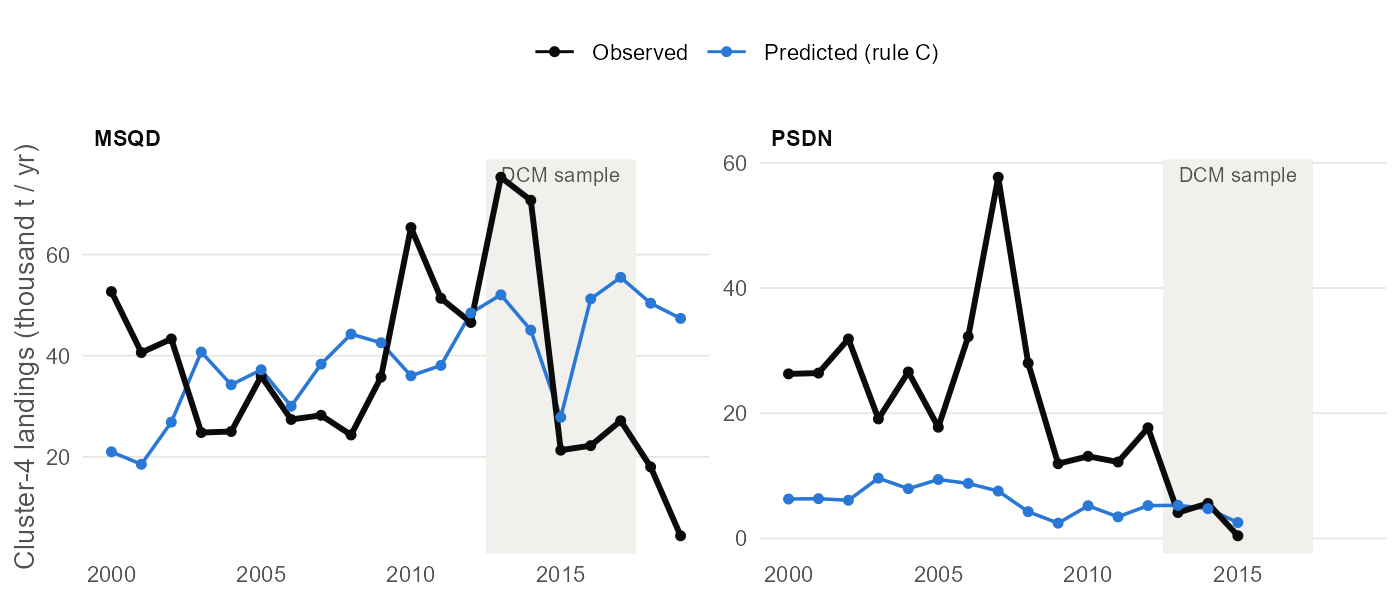 Observed Predicted (rule C)
MSQD
PSDN
Cluster-4 landings (thousand t / yr)
DCM sample
DCM sample
60
40
20
60
40
20
0
2000 2005 2010 2015
2000 2005 2010 2015